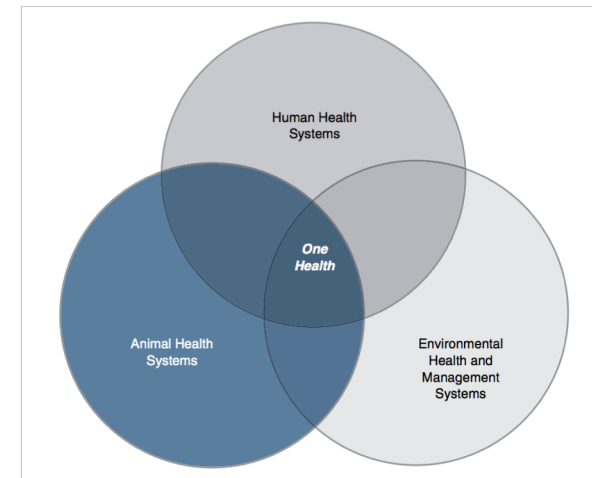 Human Health
Systems
One
Health
Animal Health
Systems
Environmental
Health and
Management
Systems